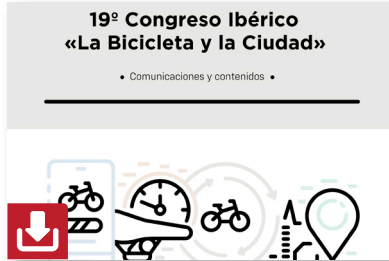 19º Congreso Ibérico
«La Bicicleta y la Ciudad»
• Comunicaciones y contenidos •